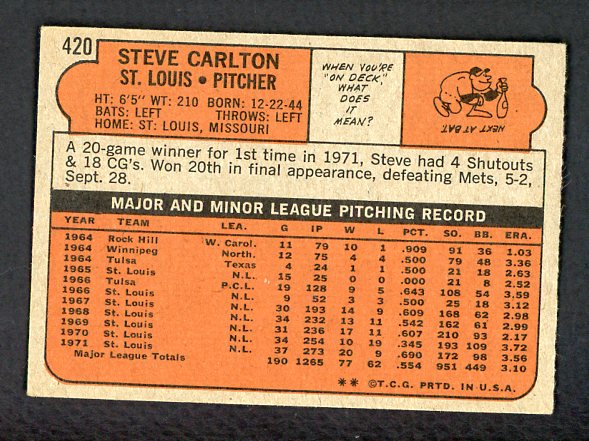 420
STEVE CARLTON
ST. LOUIS • PITCHER
HT: 6'5" WT: 210 BORN: 12-22-44
BATS: LEFT THROWS: LEFT
HOME: ST. LOUIS, MISSOURI
WHEN YOU'RE
"ON DECK,"
WHAT
DOES
IT
MEAN?
NEXT AT BAT.
A 20-game winner for 1st time in 1971, Steve had 4 Shutouts
& 18 CG's. Won 20th in final appearance, defeating Mets, 5-2,
Sept. 28.
MAJOR AND MINOR LEAGUE PITCHING RECORD
YEAR TEAM LEA. G IP W L PCT. SO. BB. ERA.
1964 Rock Hill W. Carol. 11 79 10 1 .909 91 36 1.03
1964 Winnipeg North. 12 75 4 4 .500 79 48 3.36
1964 Tulsa Texas 4 24 1 1 .500 21 18 2.63
1965 St. Louis N.L. 15 25 0 0 .000 21 8 2.52
1966 Tulsa P.C.L. 19 128 9 5 .643 108 54 3.59
1966 St. Louis N.L. 9 52 3 3 .500 25 18 3.12
1967 St. Louis N.L. 30 193 14 9 .609 168 62 2.98
1968 St. Louis N.L. 34 232 13 11 .542 162 61 2.99
1969 St. Louis N.L. 31 236 17 11 .607 210 93 2.17
1970 St. Louis N.L. 34 254 10 19 .345 193 109 3.72
1971 St. Louis N.L. 37 273 20 9 .690 172 98 3.56
Major League Totals 190 1265 77 62 .554 951 449 3.10
** ©T.C.G. PRTD. IN U.S.A.